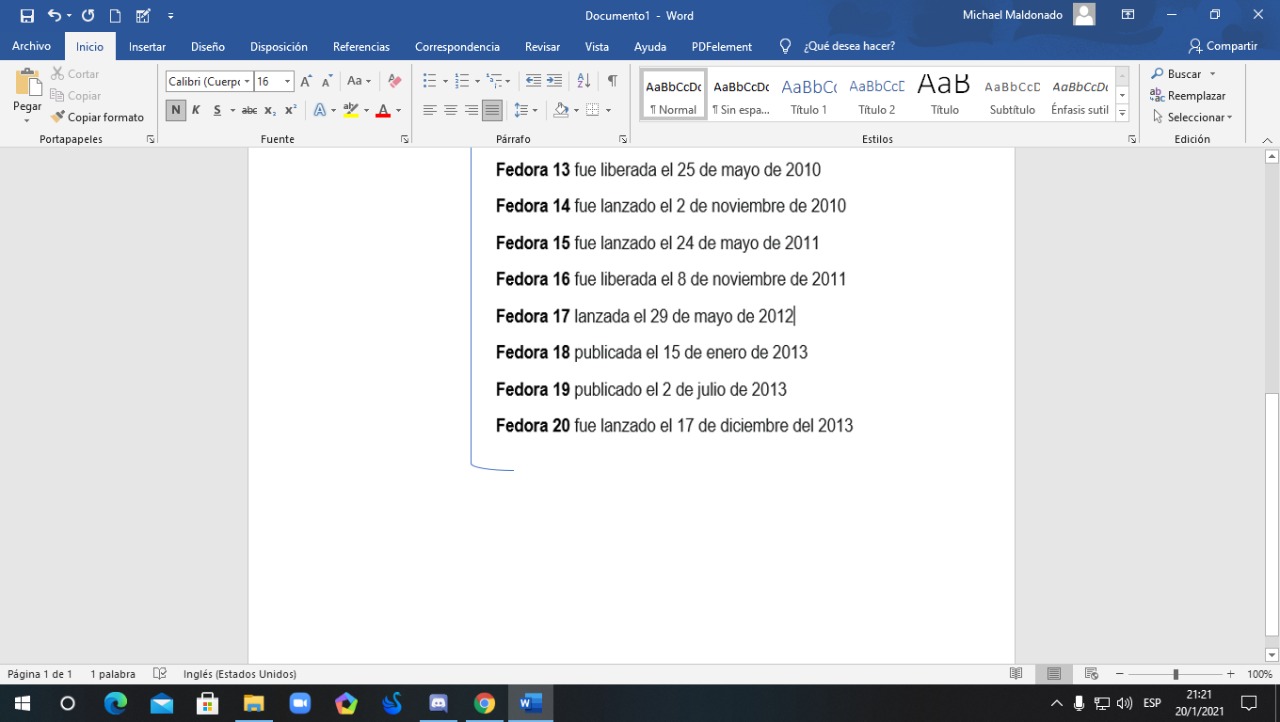 Documento1 - Word
Michael Maldonado
Archivo Inicio Insertar Diseño Disposición Referencias Correspondencia Revisar Vista Ayuda PDFelement ¿Qué desea hacer? Compartir
Pegar
Cortar
Copiar
Copiar formato
Portapapeles
Calibri (Cuerpo 16
Aa
N K S abc x₂ x²
A ab A
Fuente
Párrafo
AaBbCcDc AaBbCcDc AaBbCc AaBbCcD AaB AaBbCcD AaBbCcDc
¶ Normal ¶ Sin espa... Título 1 Título 2 Título Subtítulo Énfasis sutil
Estilos
Buscar
Reemplazar
Seleccionar
Edición
Fedora 13 fue liberada el 25 de mayo de 2010
Fedora 14 fue lanzado el 2 de noviembre de 2010
Fedora 15 fue lanzado el 24 de mayo de 2011
Fedora 16 fue liberada el 8 de noviembre de 2011
Fedora 17 lanzada el 29 de mayo de 2012
Fedora 18 publicada el 15 de enero de 2013
Fedora 19 publicado el 2 de julio de 2013
Fedora 20 fue lanzado el 17 de diciembre del 2013
Página 1 de 1 1 palabra Inglés (Estados Unidos) 100%
ESP
21:21
20/1/2021